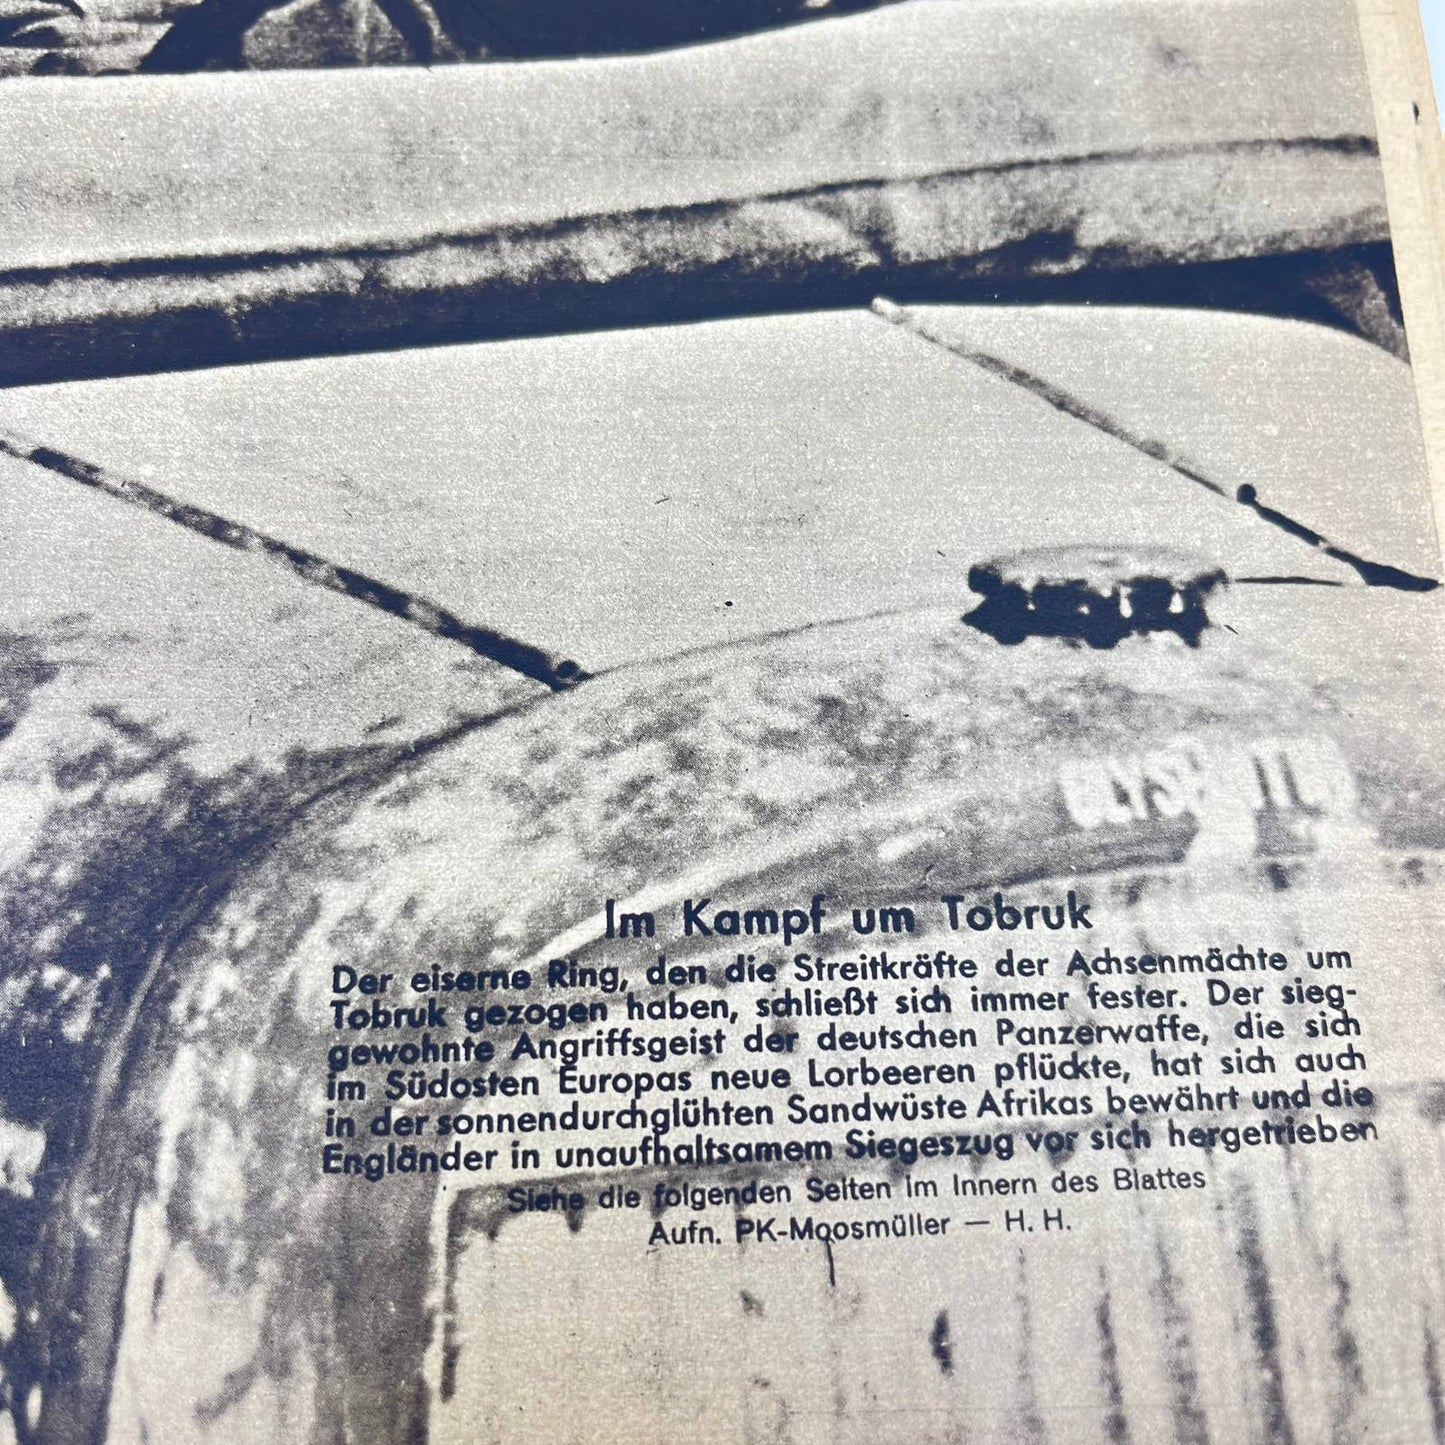 Im Kampf um Tobruk
Der eiserne Ring, den die Streitkräfte der Achsenmächte um
Tobruk gezogen haben, schließt sich immer fester. Der sieg-
gewohnte Angriffsgeist der deutschen Panzerwaffe, die sich
im Südosten Europas neue Lorbeeren pflückte, hat sich auch
in der sonnendurchglühten Sandwüste Afrikas bewährt und die
Engländer in unaufhaltsamem Siegeszug vor sich hergetrieben
Siehe die folgenden Seiten im Innern des Blattes
Aufn. PK-Moosmüller — H. H.